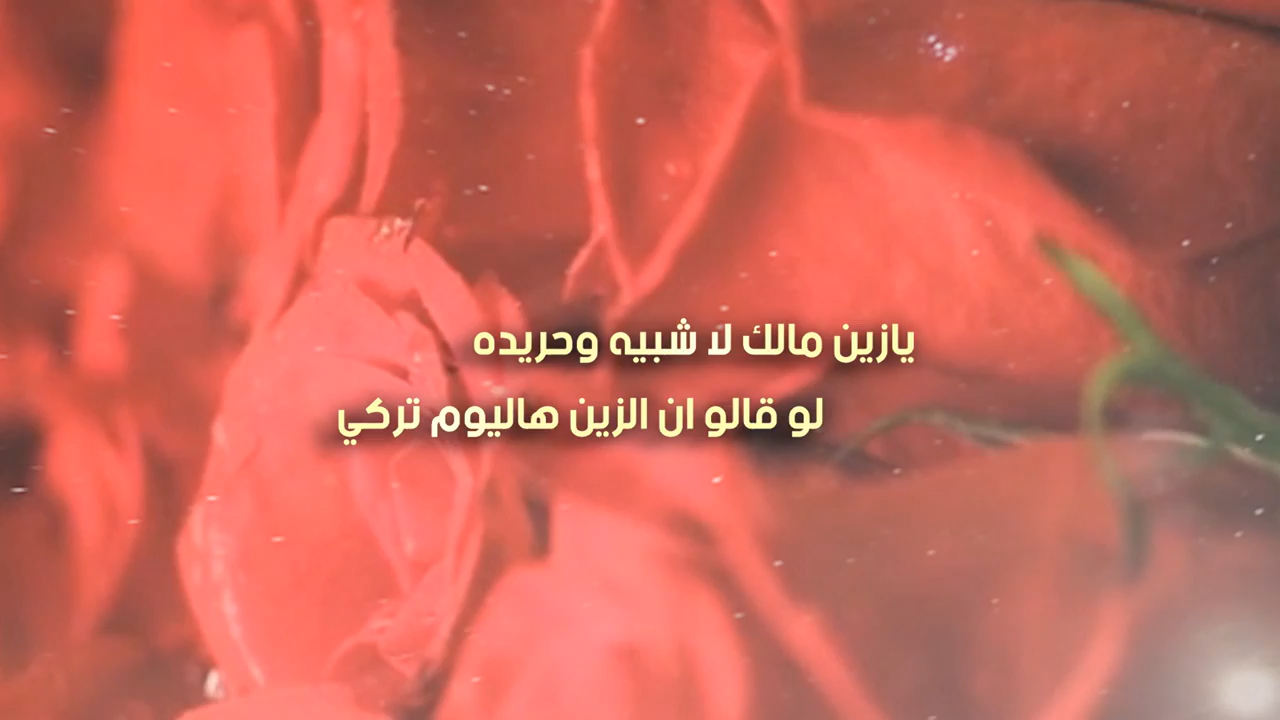 يازين مالك لا شبيه وحريده
لو قالو ان الزين هاليوم تركي